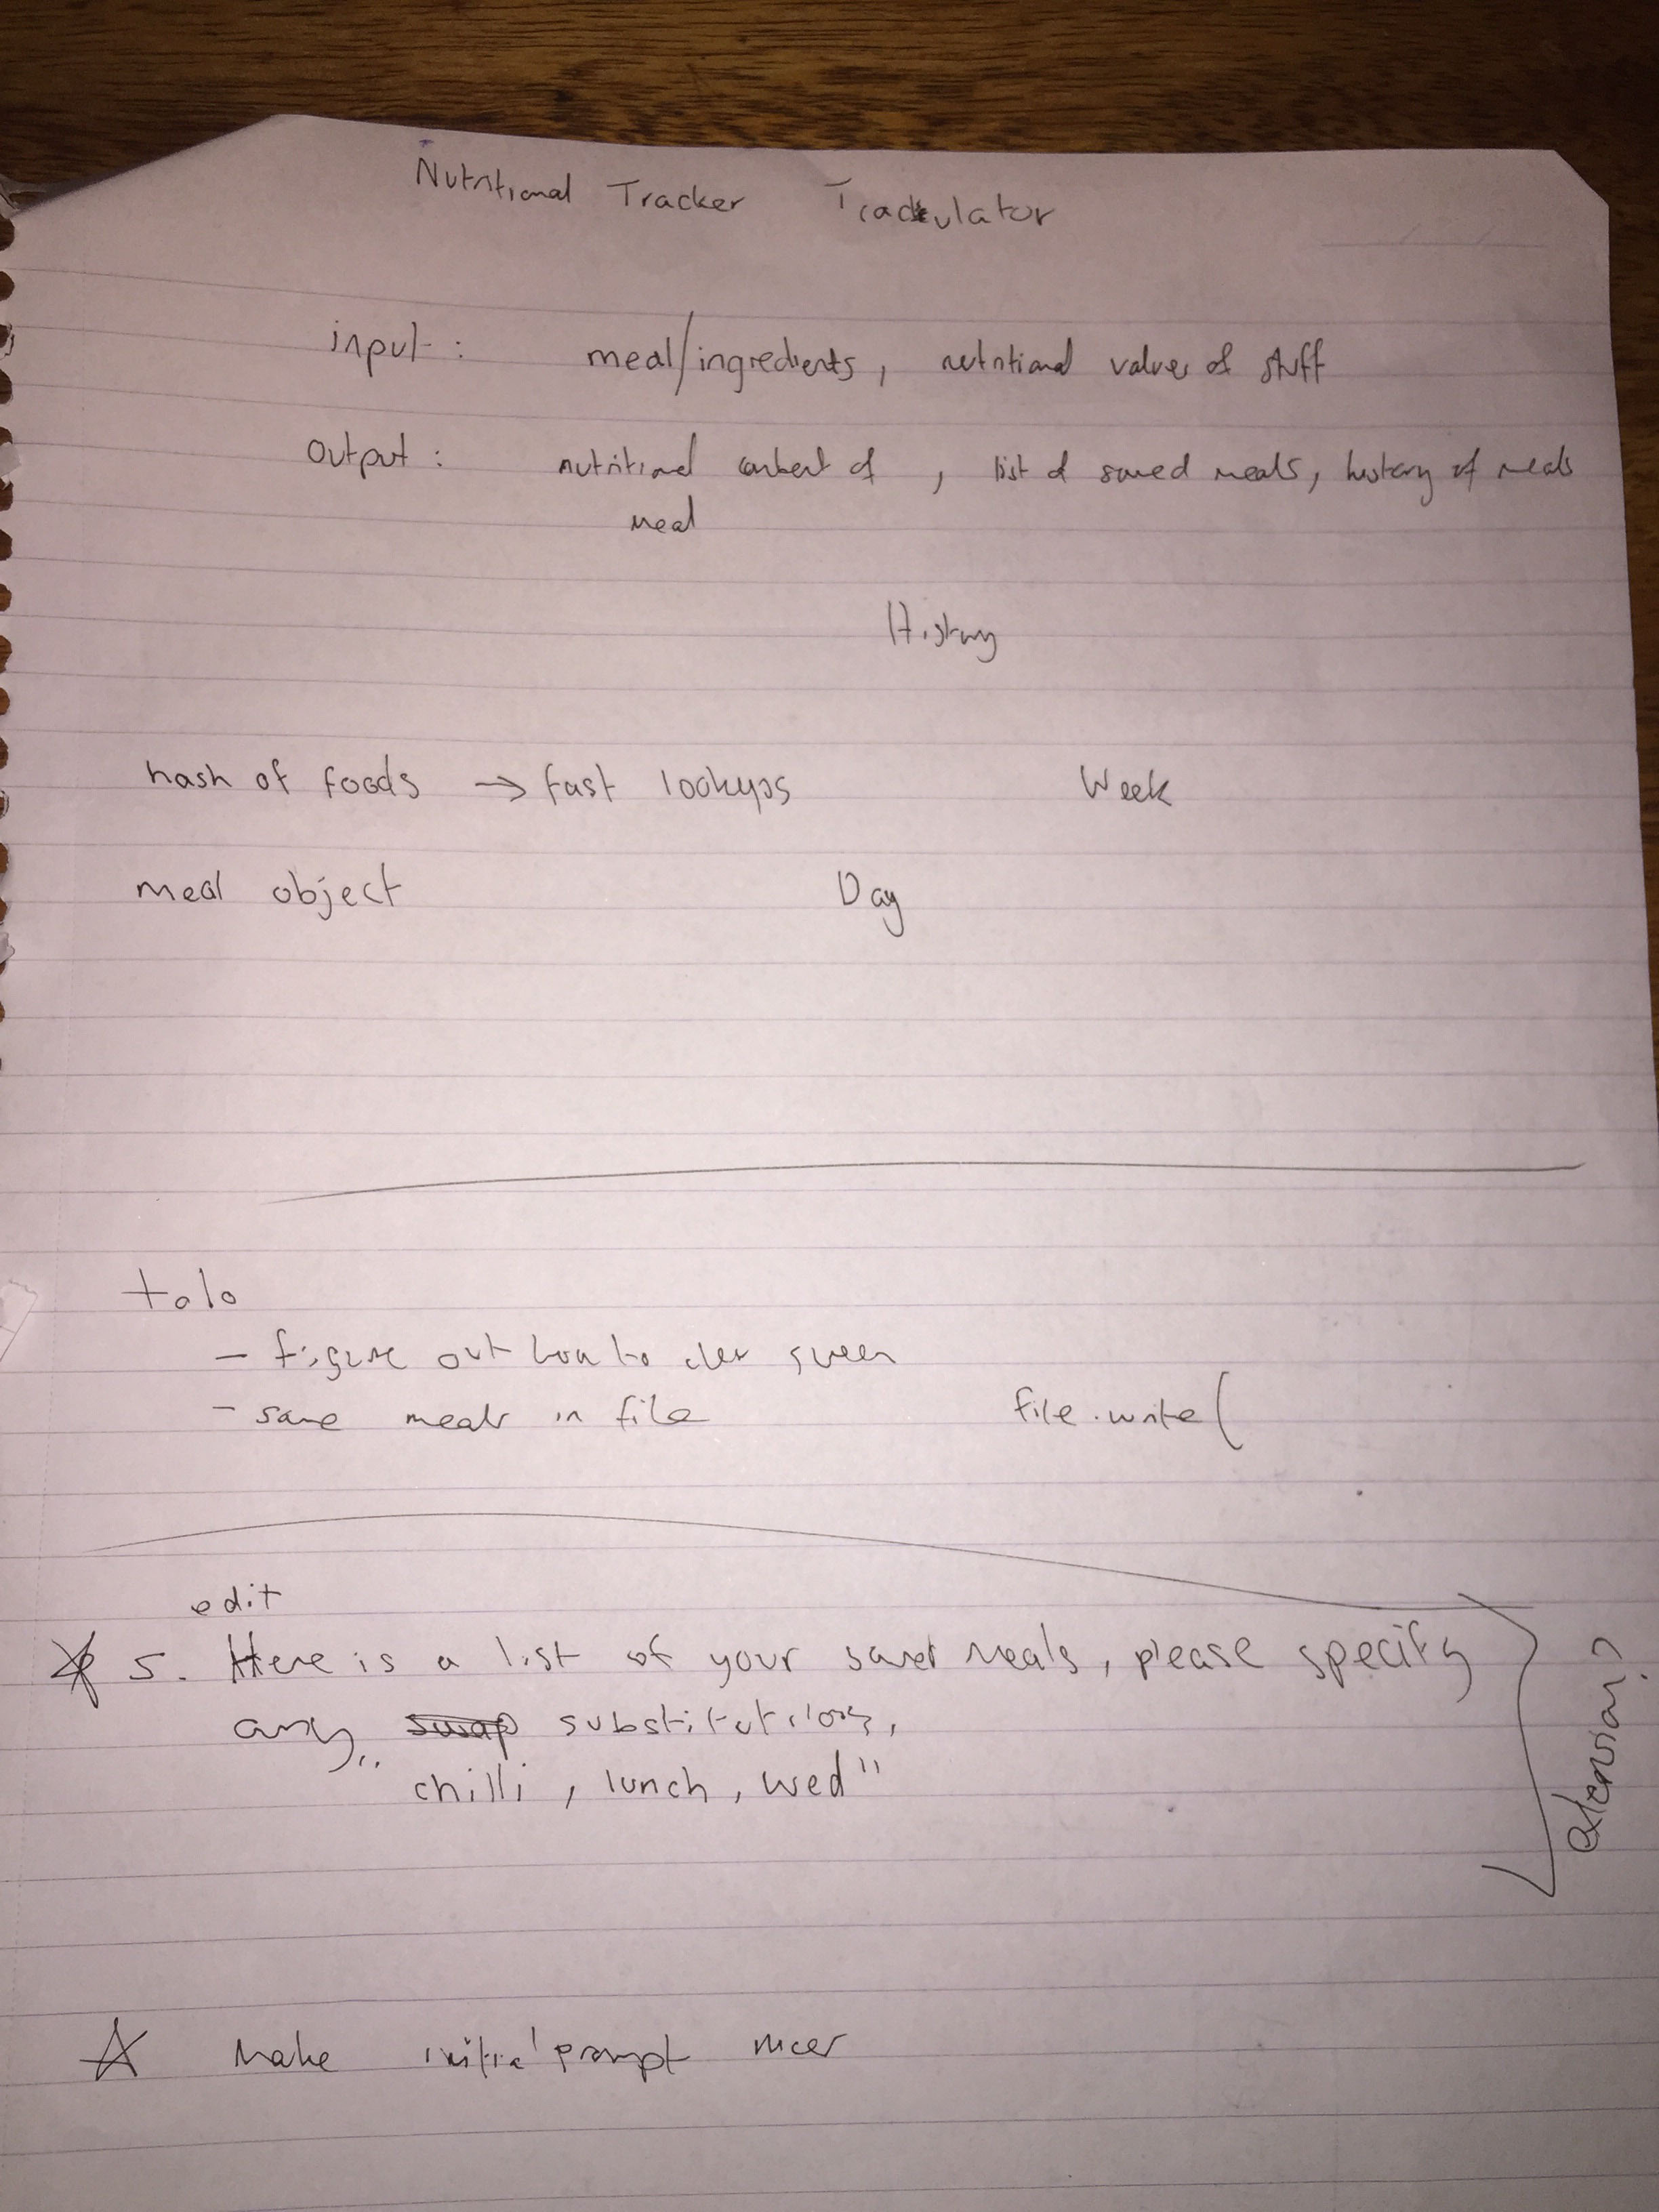 Nutritional Tracker Trackulator
input : meal/ingredients, nutritional values of stuff
Output : nutritional content of , list of saved meals, history of meals
meal
History
hash of foods → fast lookups Week
meal object Day
todo
- figure out how to clear screen
- save meals in file file.write(
edit
5. Here is a list of your saved meals, please specify
any swap substitutions,
"chilli, lunch, wed"
extension?
Make initial prompt nicer